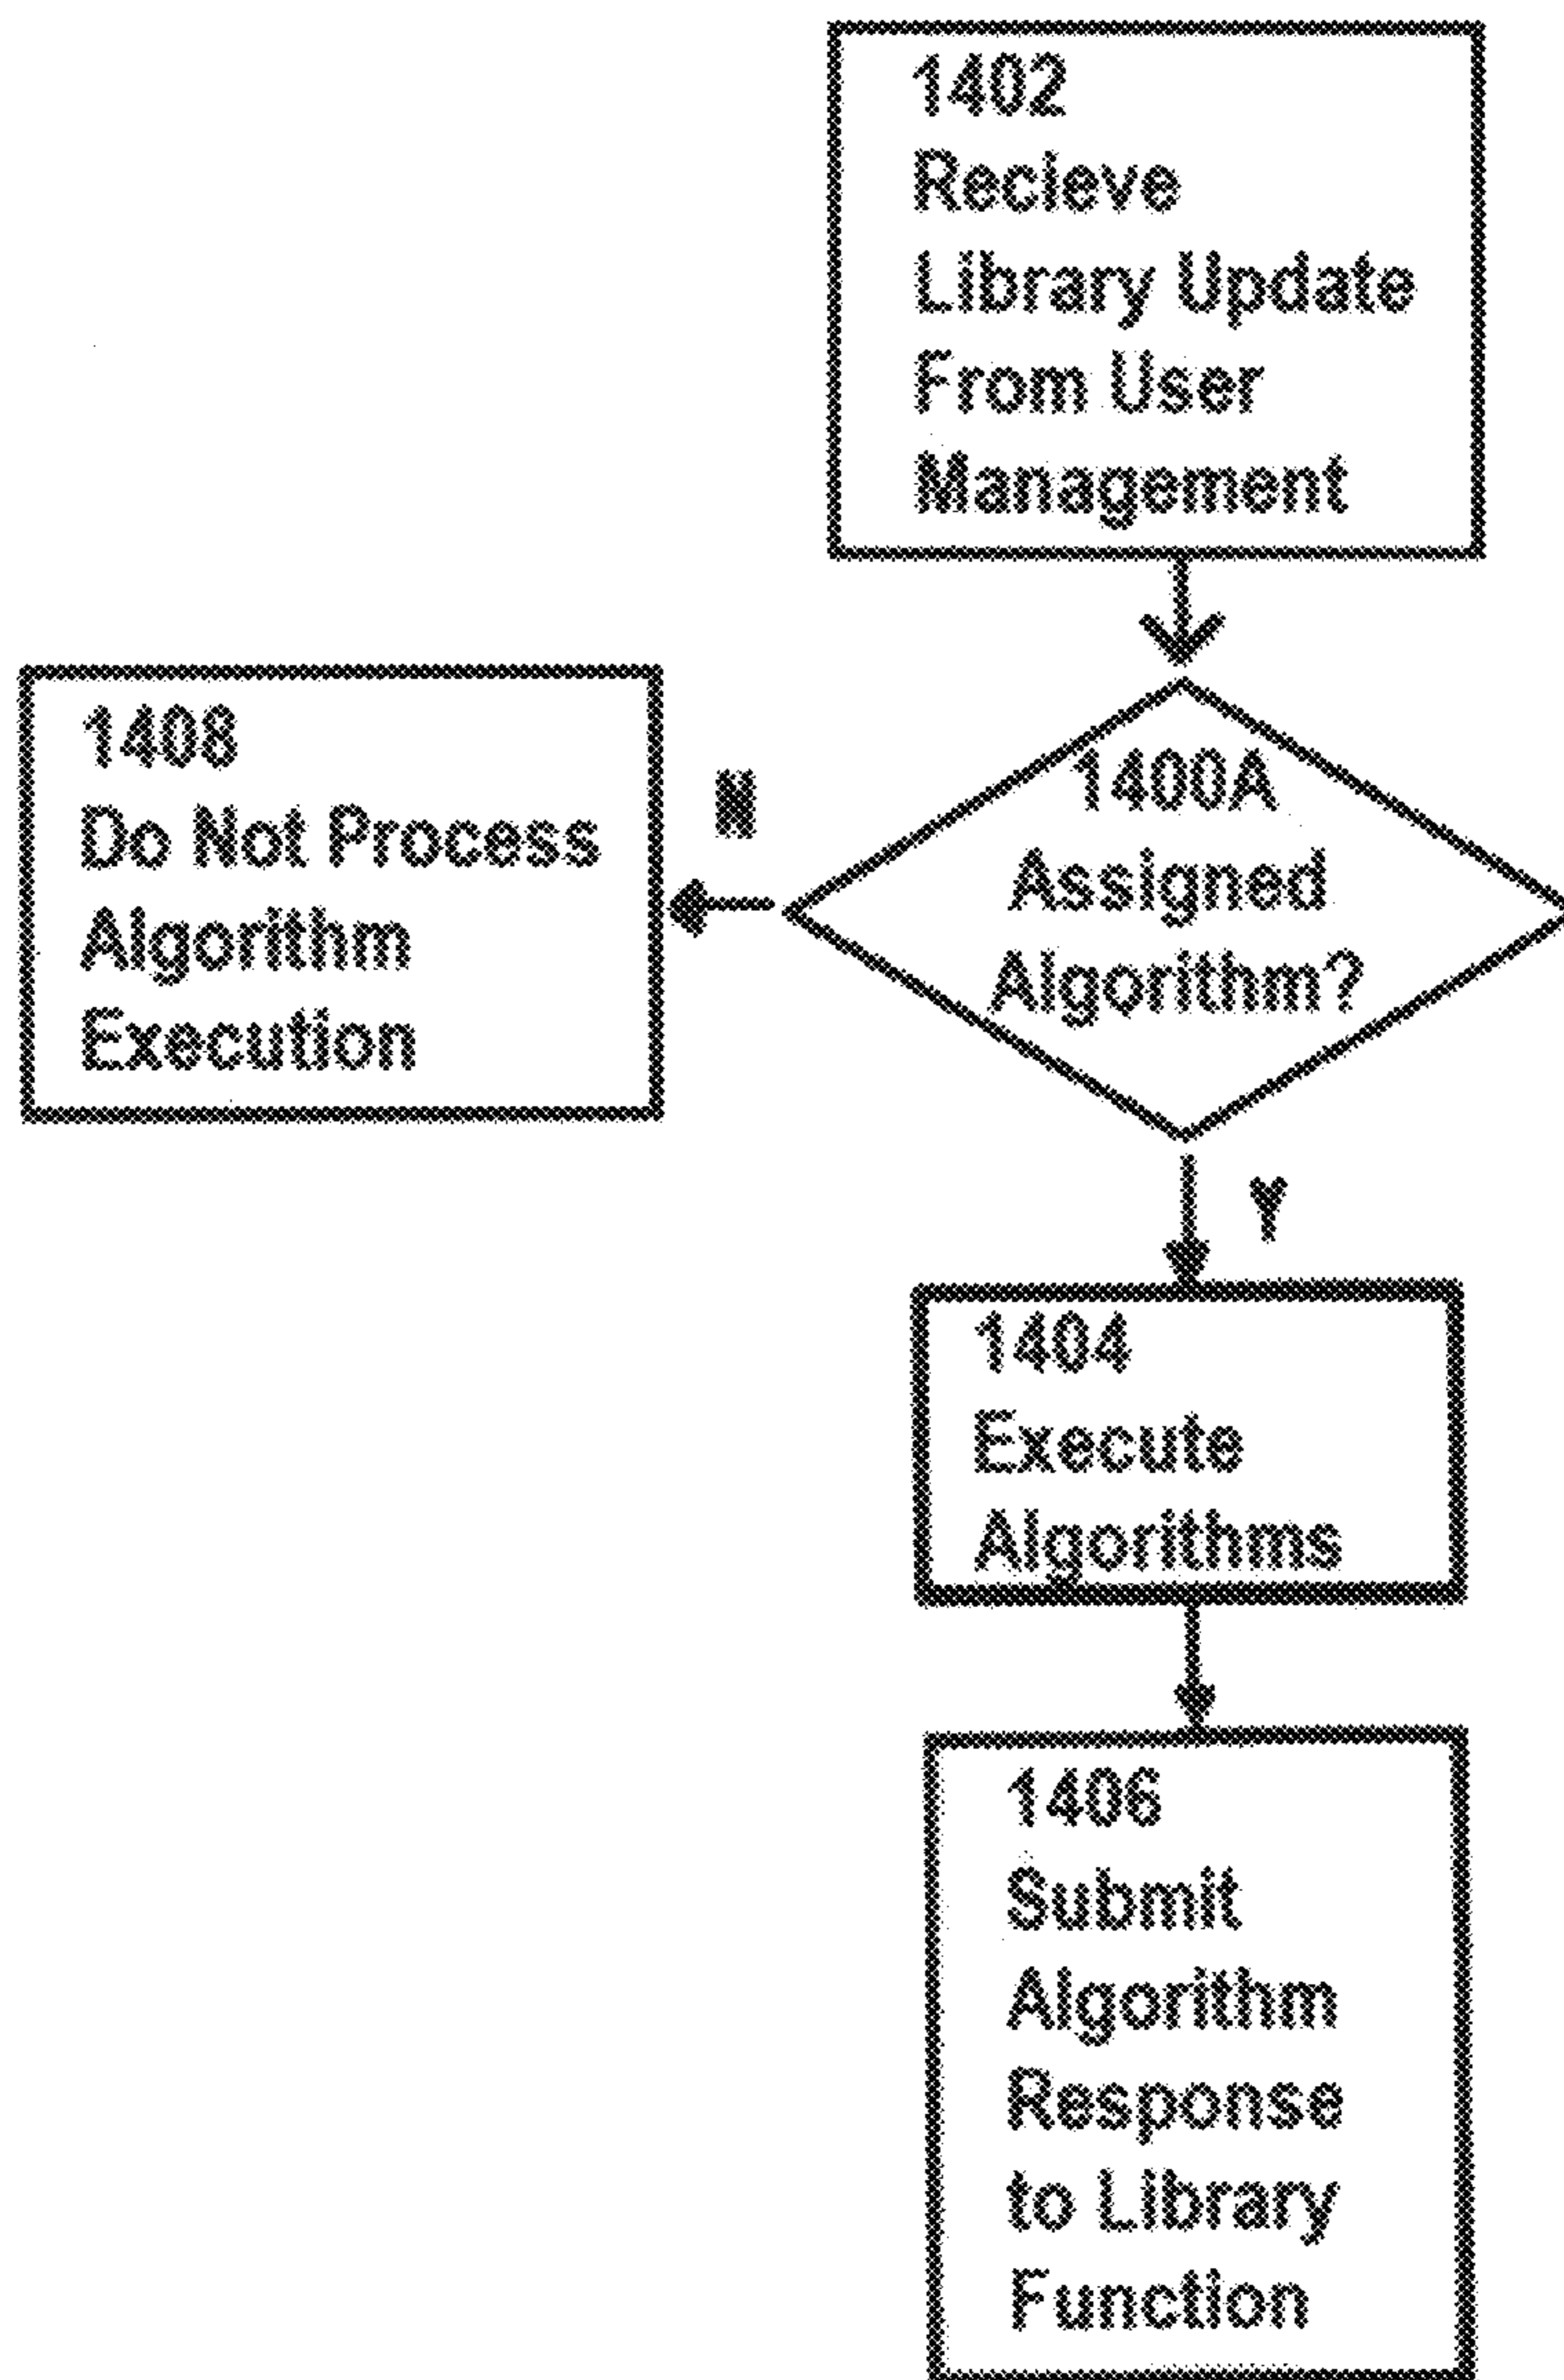 1402
Recieve
Library Update
From User
Management
1408
Do Not Process
Algorithm
Execution
N
1400A
Assigned
Algorithm?
Y
1404
Execute
Algorithms
1406
Submit
Algorithm
Response
to Library
Function